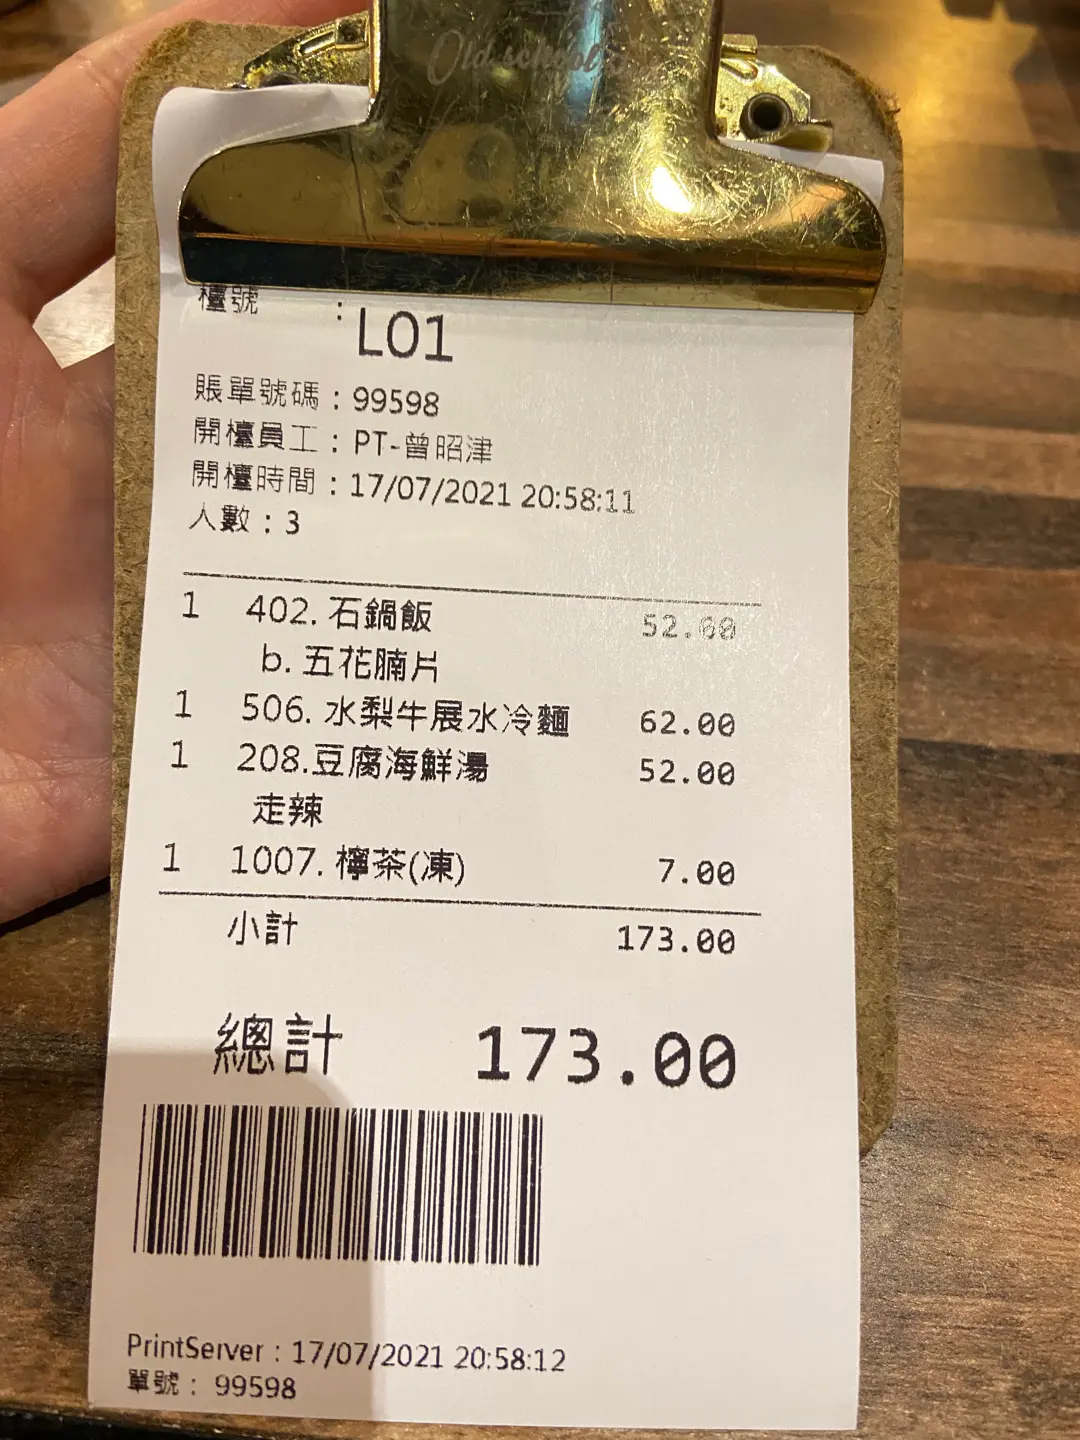 Old school
檯號 : L01
賬單號碼 : 99598
開檯員工 : PT-曾昭津
開檯時間 : 17/07/2021 20:58:11
人數 : 3
1 402. 石鍋飯 52.00
b. 五花腩片
1 506. 水梨牛展水冷麵 62.00
1 208.豆腐海鮮湯 52.00
走辣
1 1007. 檸茶(凍) 7.00
小計 173.00
總計 173.00
PrintServer : 17/07/2021 20:58:12
單號 : 99598